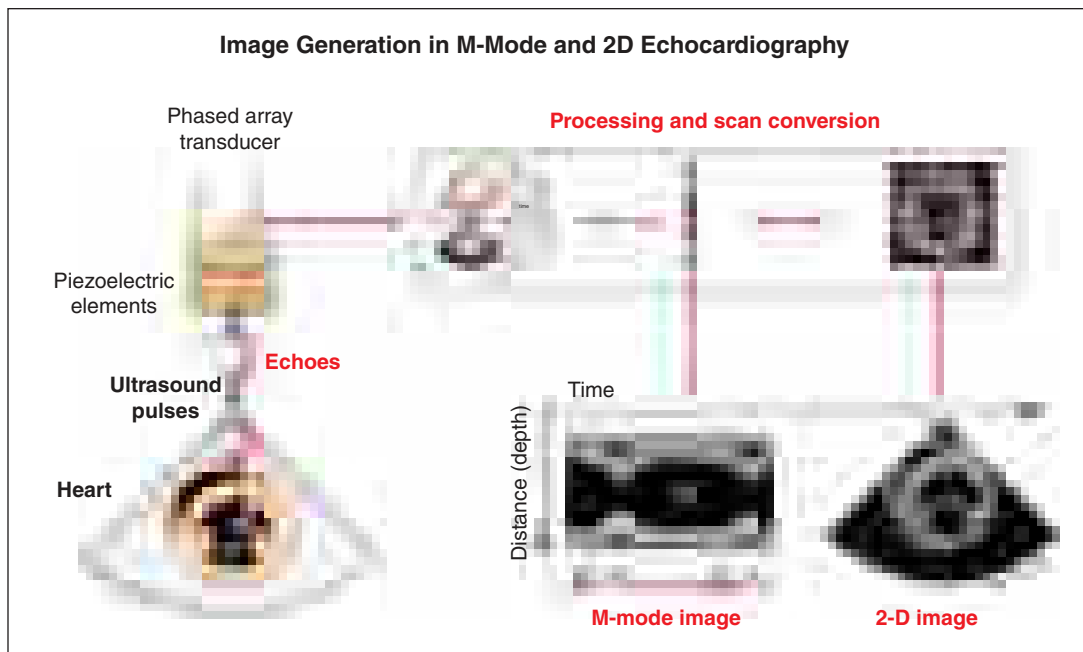 Image Generation in M-Mode and 2D Echocardiography
Phased array
transducer
Processing and scan conversion
Piezoelectric
elements
Echoes
Ultrasound
pulses
Heart
Time
Distance (depth)
M-mode image
2-D image